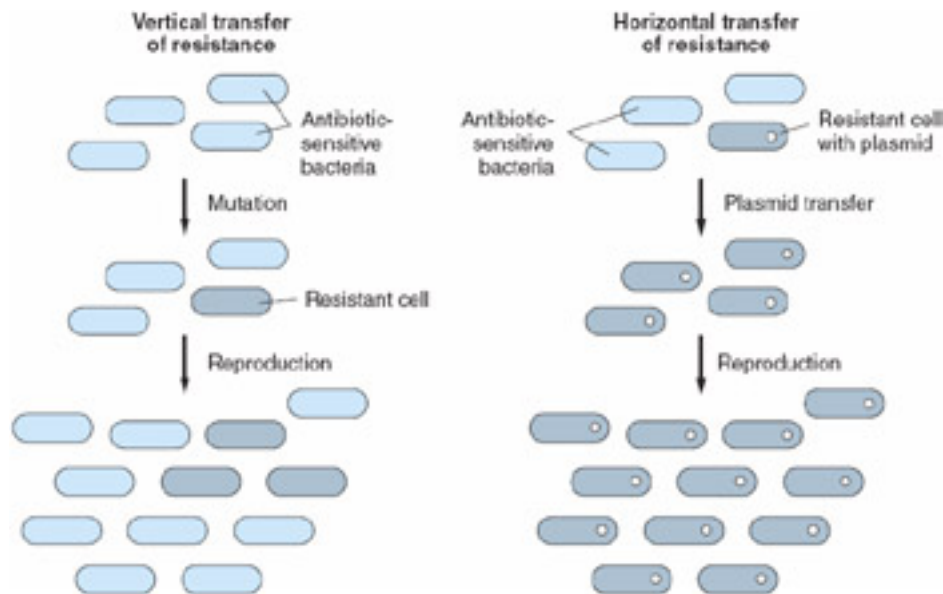 Vertical transfer
of resistance
Antibiotic-
sensitive
bacteria
Mutation
Resistant cell
Reproduction
Horizontal transfer
of resistance
Antibiotic-
sensitive
bacteria
Resistant cell
with plasmid
Plasmid transfer
Reproduction